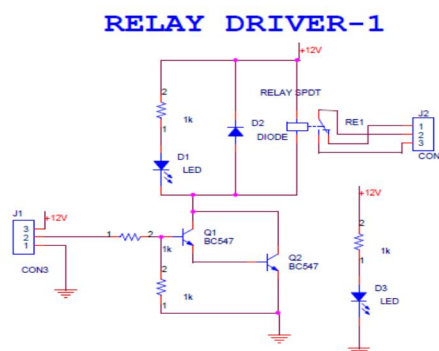 RELAY DRIVER-1
+12V
RELAY SPDT
J2
2
1k
1
D2
DIODE
RE1
1
2
3
CON
D1
LED
J1
+12V
3
2
1
CON3
1
2
1k
Q1
BC547
Q2
BC547
2
1k
1
+12V
2
1k
1
D3
LED